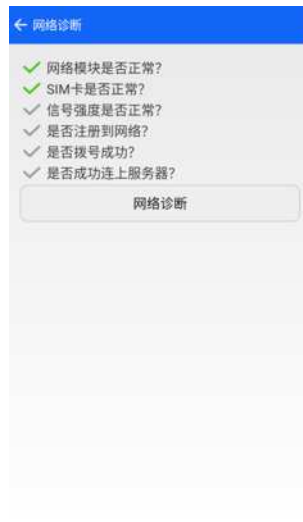 网络诊断
网络模块是否正常?
SIM卡是否正常?
信号强度是否正常?
是否注册到网络?
是否拨号成功?
是否成功连上服务器?
网络诊断